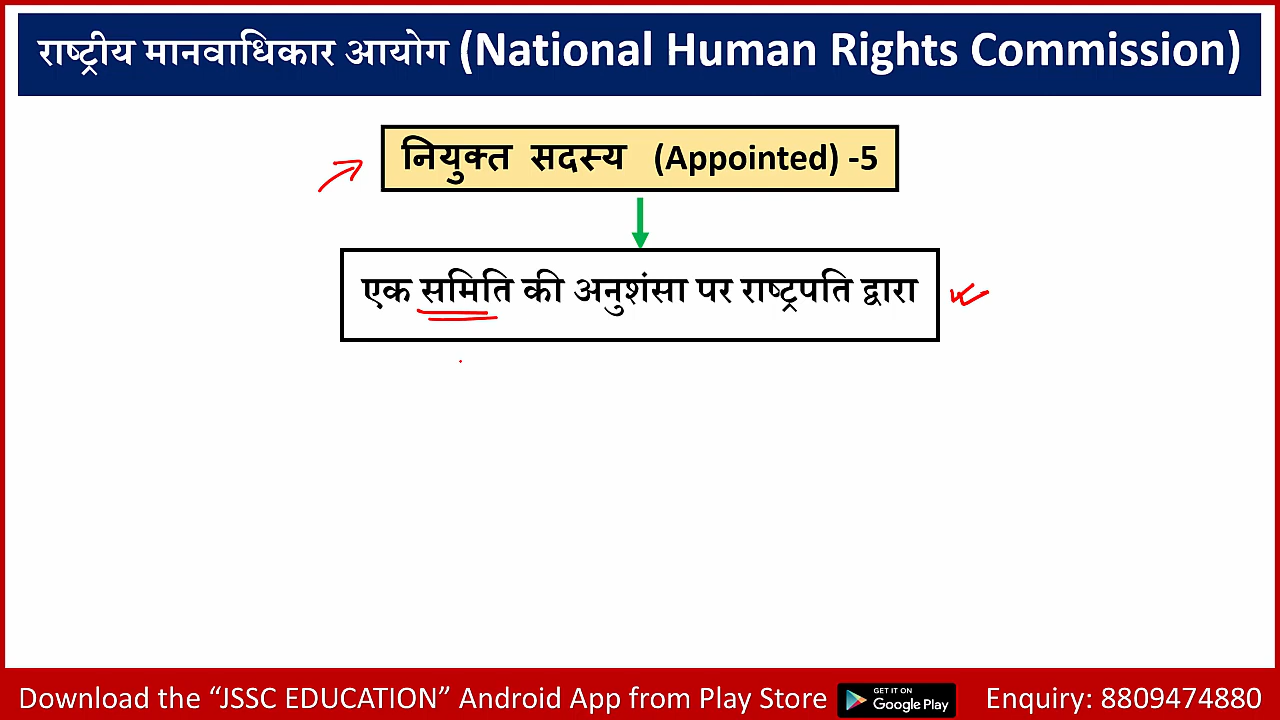 राष्ट्रीय मानवाधिकार आयोग (National Human Rights Commission)
नियुक्त सदस्य (Appointed) -5
एक समिति की अनुशंसा पर राष्ट्रपति द्वारा
Download the “JSSC EDUCATION” Android App from Play Store GET IT ON Google Play Enquiry: 8809474880